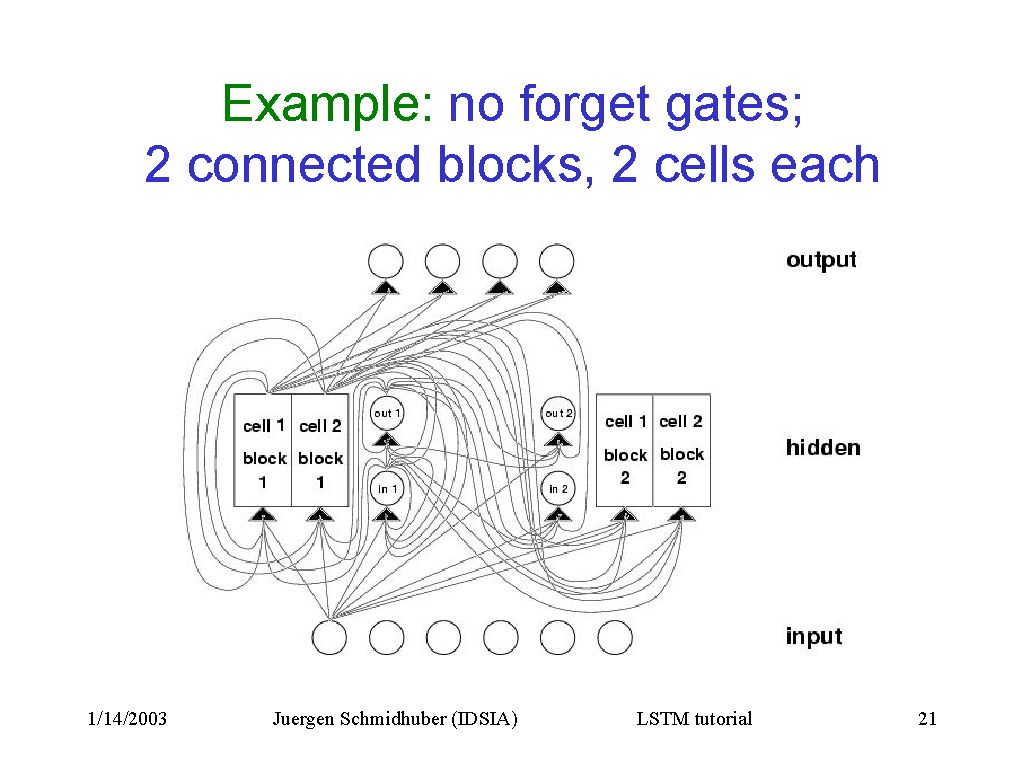 Example: no forget gates;
2 connected blocks, 2 cells each
output
cell 1 cell 2
block block
1 1
out 1
in 1
out 2
in 2
cell 1 cell 2
block block
2 2
hidden
input
1/14/2003 Juergen Schmidhuber (IDSIA) LSTM tutorial 21